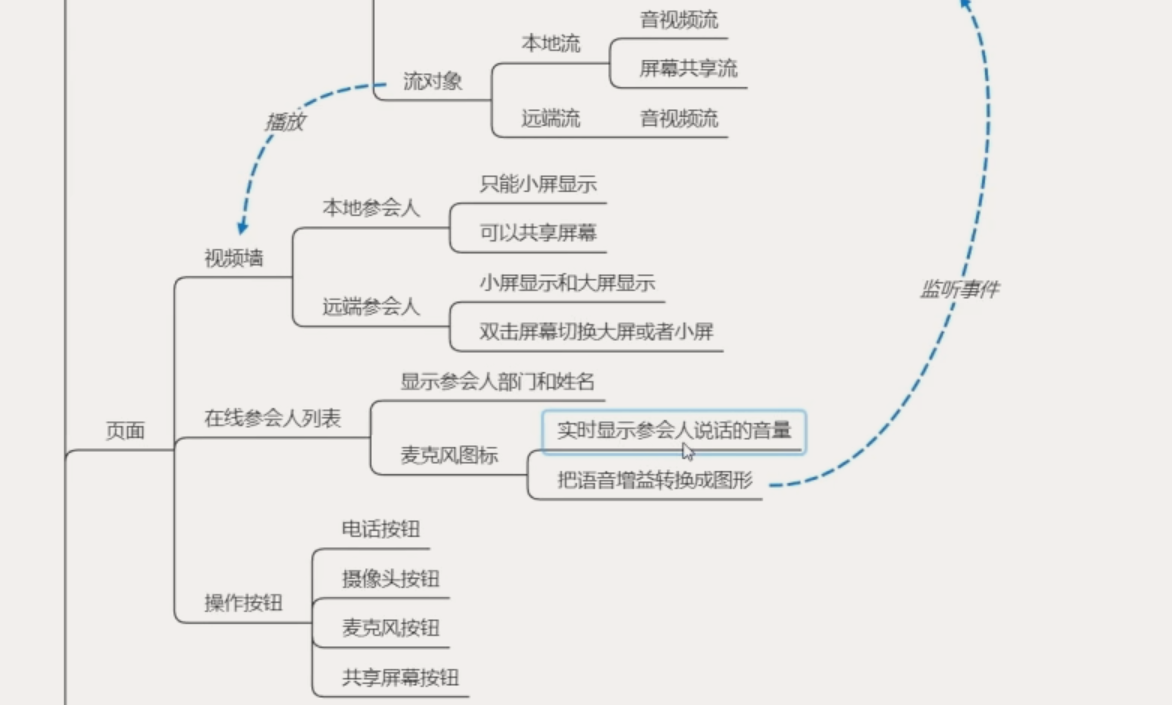 音视频流
本地流
屏幕共享流
流对象
远端流
音视频流
播放
只能小屏显示
本地参会人
可以共享屏幕
视频墙
小屏显示和大屏显示
远端参会人
双击屏幕切换大屏或者小屏
监听事件
显示参会人部门和姓名
在线参会人列表
页面
实时显示参会人说话的音量
麦克风图标
把语音增益转换成图形
电话按钮
摄像头按钮
操作按钮
麦克风按钮
共享屏幕按钮